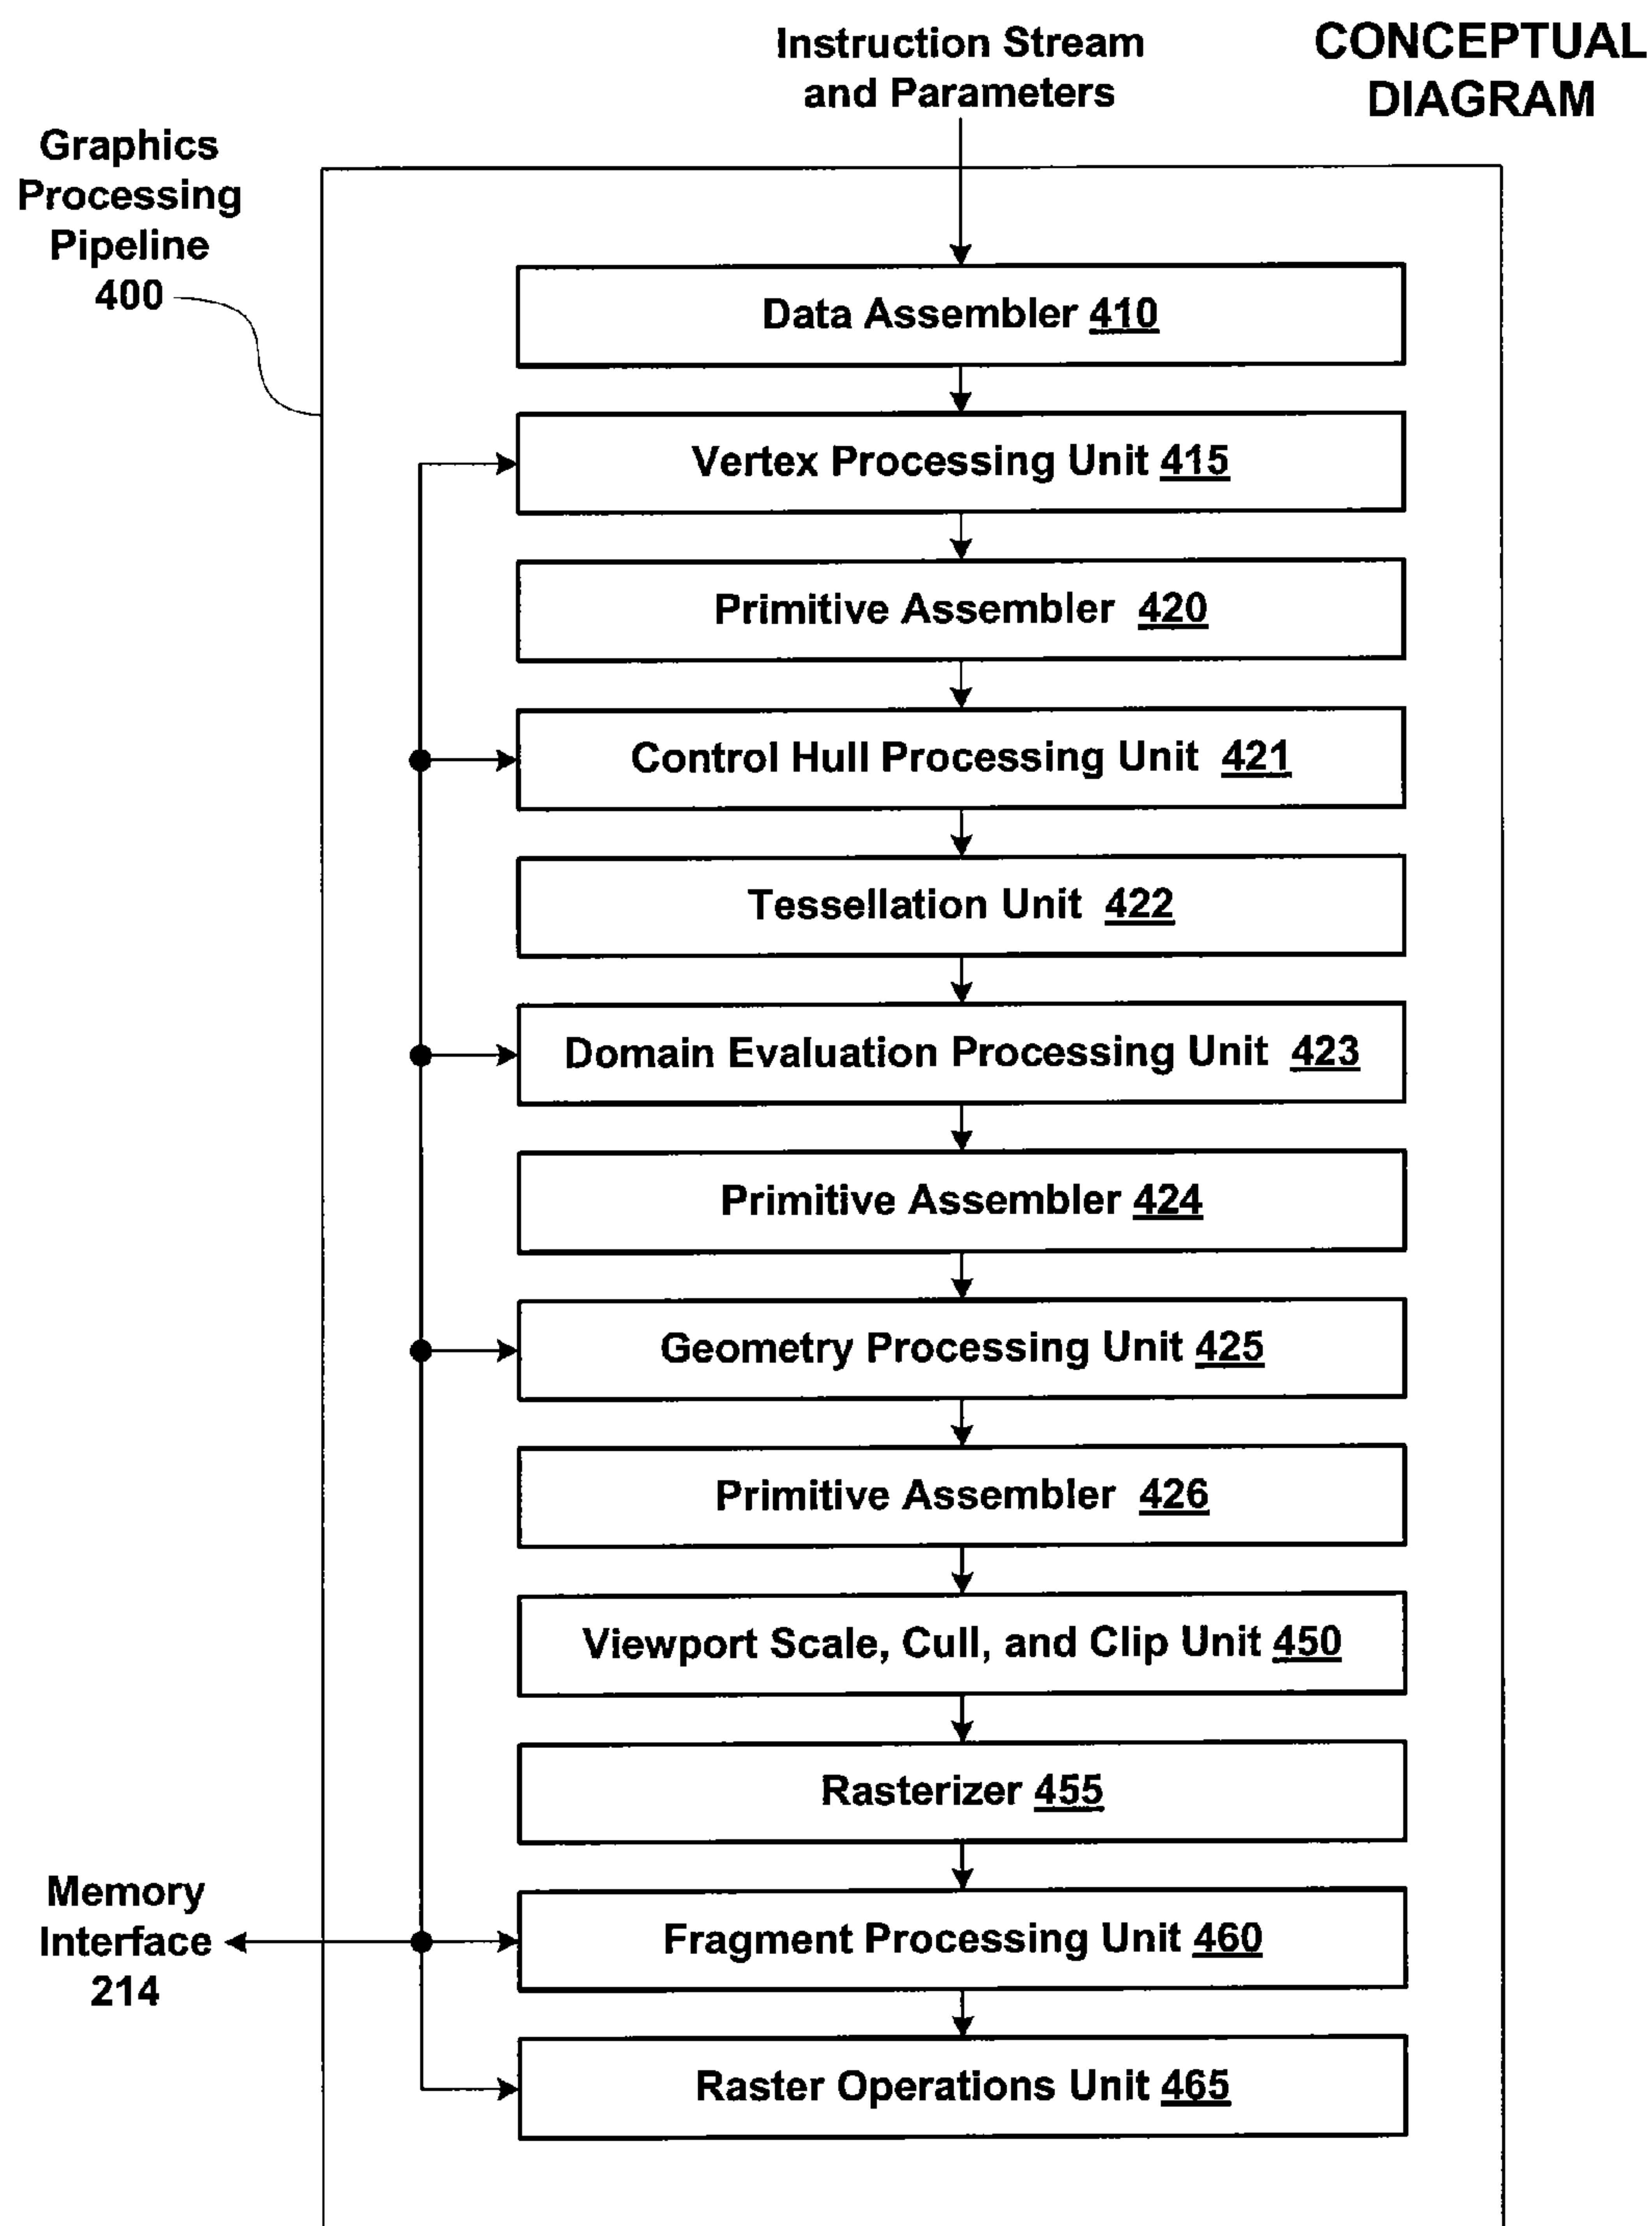 Instruction Stream
and Parameters
CONCEPTUAL
DIAGRAM
Graphics
Processing
Pipeline
400
Data Assembler 410
Vertex Processing Unit 415
Primitive Assembler 420
Control Hull Processing Unit 421
Tessellation Unit 422
Domain Evaluation Processing Unit 423
Primitive Assembler 424
Geometry Processing Unit 425
Primitive Assembler 426
Viewport Scale, Cull, and Clip Unit 450
Rasterizer 455
Memory
Interface
214
Fragment Processing Unit 460
Raster Operations Unit 465